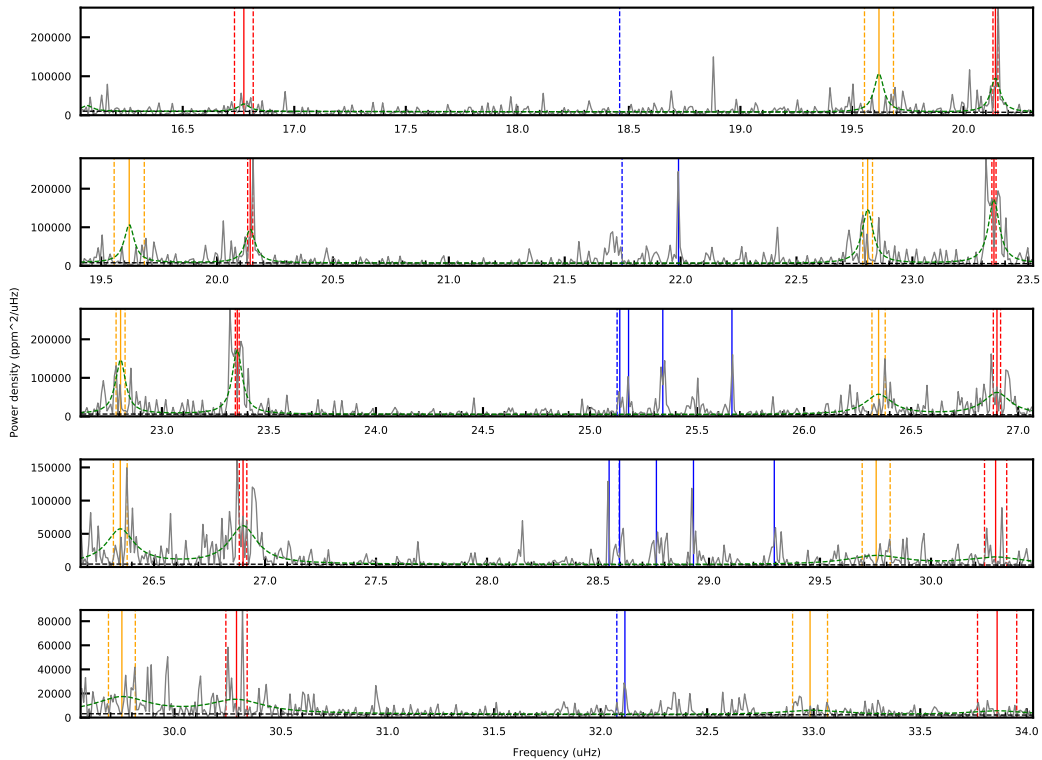 200000
100000
0
16.5 17.0 17.5 18.0 18.5 19.0 19.5 20.0
200000
100000
0
19.5 20.0 20.5 21.0 21.5 22.0 22.5 23.0 23.5
Power density (ppm^2/uHz)
200000
100000
0
23.0 23.5 24.0 24.5 25.0 25.5 26.0 26.5 27.0
150000
100000
50000
0
26.5 27.0 27.5 28.0 28.5 29.0 29.5 30.0
80000
60000
40000
20000
0
30.0 30.5 31.0 31.5 32.0 32.5 33.0 33.5 34.0
Frequency (uHz)